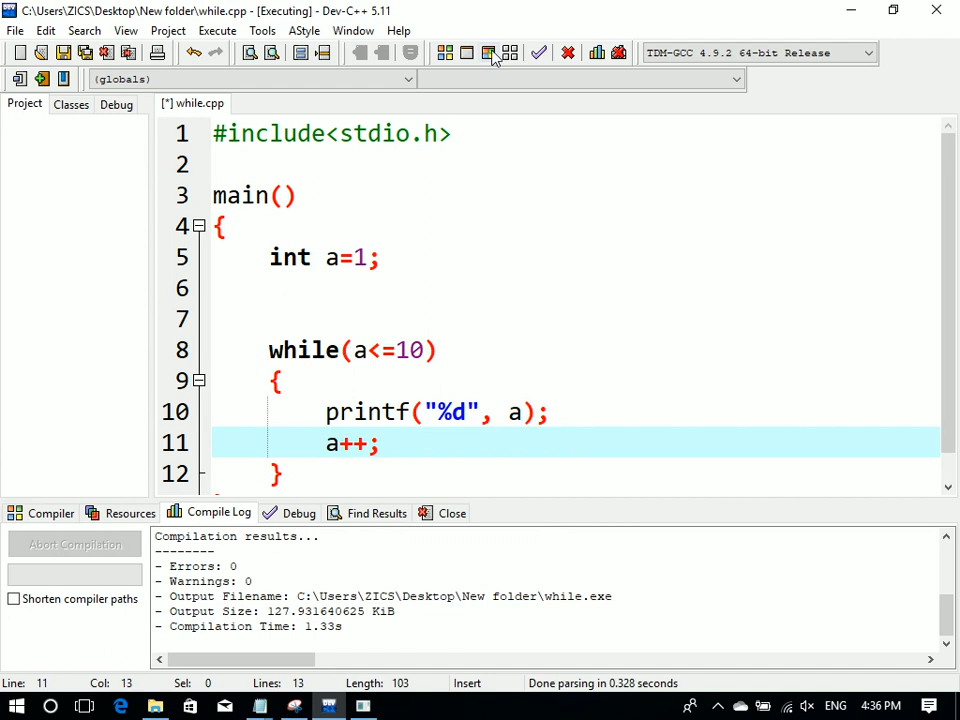 C:\Users\ZICS\Desktop\New folder\while.cpp - [Executing] - Dev-C++ 5.11
File Edit Search View Project Execute Tools AStyle Window Help
TDM-GCC 4.9.2 64-bit Release
(globals)
Project Classes Debug [*] while.cpp
1 #include<stdio.h>
2
3 main()
4 {
5 int a=1;
6
7
8 while(a<=10)
9 {
10 printf("%d", a);
11 a++;
12 }
Compiler Resources Compile Log Debug Find Results Close
Abort Compilation
Shorten compiler paths
Compilation results...
--------
- Errors: 0
- Warnings: 0
- Output Filename: C:\Users\ZICS\Desktop\New folder\while.exe
- Output Size: 127.931640625 KiB
- Compilation Time: 1.33s
Line: 11 Col: 13 Sel: 0 Lines: 13 Length: 103 Insert Done parsing in 0.328 seconds
ENG 4:36 PM